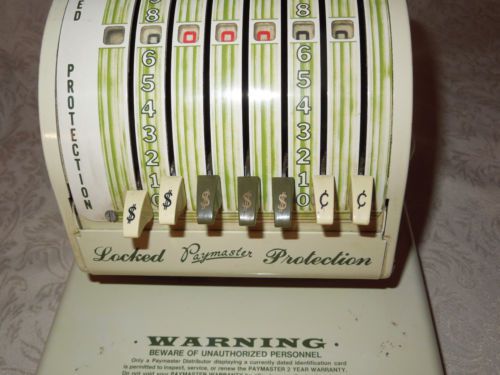 ED
PROTECTION
8 8
6 6
5 5
4 4
3 3
2 2
1 1
0 0
$ $ $ $ $ ¢ ¢
Locked Paymaster Protection
• WARNING •
BEWARE OF UNAUTHORIZED PERSONNEL
Only a Paymaster Distributor displaying a currently dated identification card
is permitted to inspect, service, or renew the PAYMASTER 2 YEAR WARRANTY.